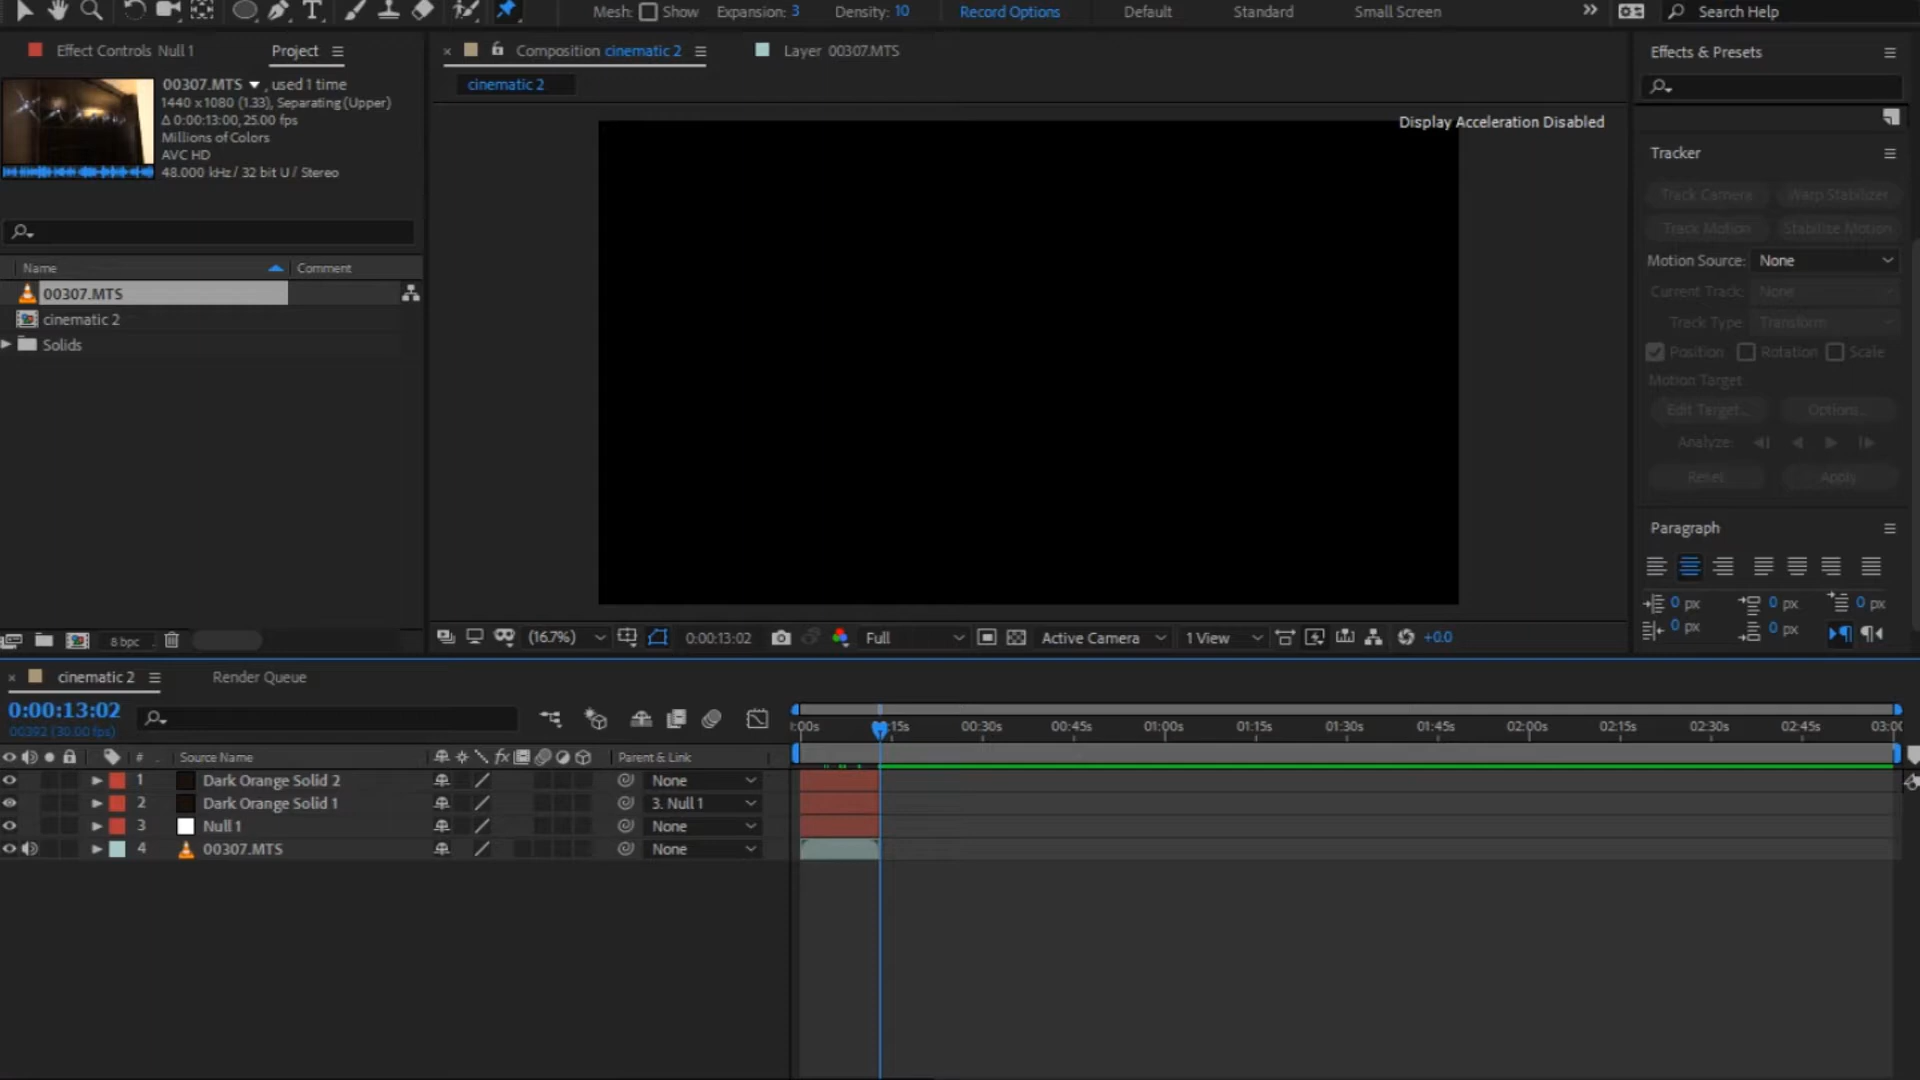 Mesh: Show Expansion: 3 Density: 10 Record Options Default Standard Small Screen Search Help
Effect Controls Null 1 Project
Composition cinematic 2 Layer 00307.MTS
Effects & Presets
cinematic 2
00307.MTS , used 1 time
1440 x 1080 (1.33), Separating (Upper)
Δ 0:00:13:00, 25.00 fps
Millions of Colors
AVC HD
48.000 kHz / 32 bit U / Stereo
Display Acceleration Disabled
Tracker
Track Camera Warp Stabilizer
Track Motion Stabilize Motion
Motion Source: None
Current Track: None
Track Type: Transform
Position Rotation Scale
Motion Target:
Edit Target... Options...
Analyze:
Reset Apply
Name Comment
00307.MTS
cinematic 2
Solids
Paragraph
0 px 0 px 0 px
0 px 0 px
8 bpc
(16.7%) 0:00:13:02 Full Active Camera 1 View +0.0
cinematic 2 Render Queue
0:00:13:02
00392 (30.00 fps)
:00s 00:15s 00:30s 00:45s 01:00s 01:15s 01:30s 01:45s 02:00s 02:15s 02:30s 02:45s 03:00
# Source Name fx Parent & Link
1 Dark Orange Solid 2 None
2 Dark Orange Solid 1 3. Null 1
3 Null 1 None
4 00307.MTS None